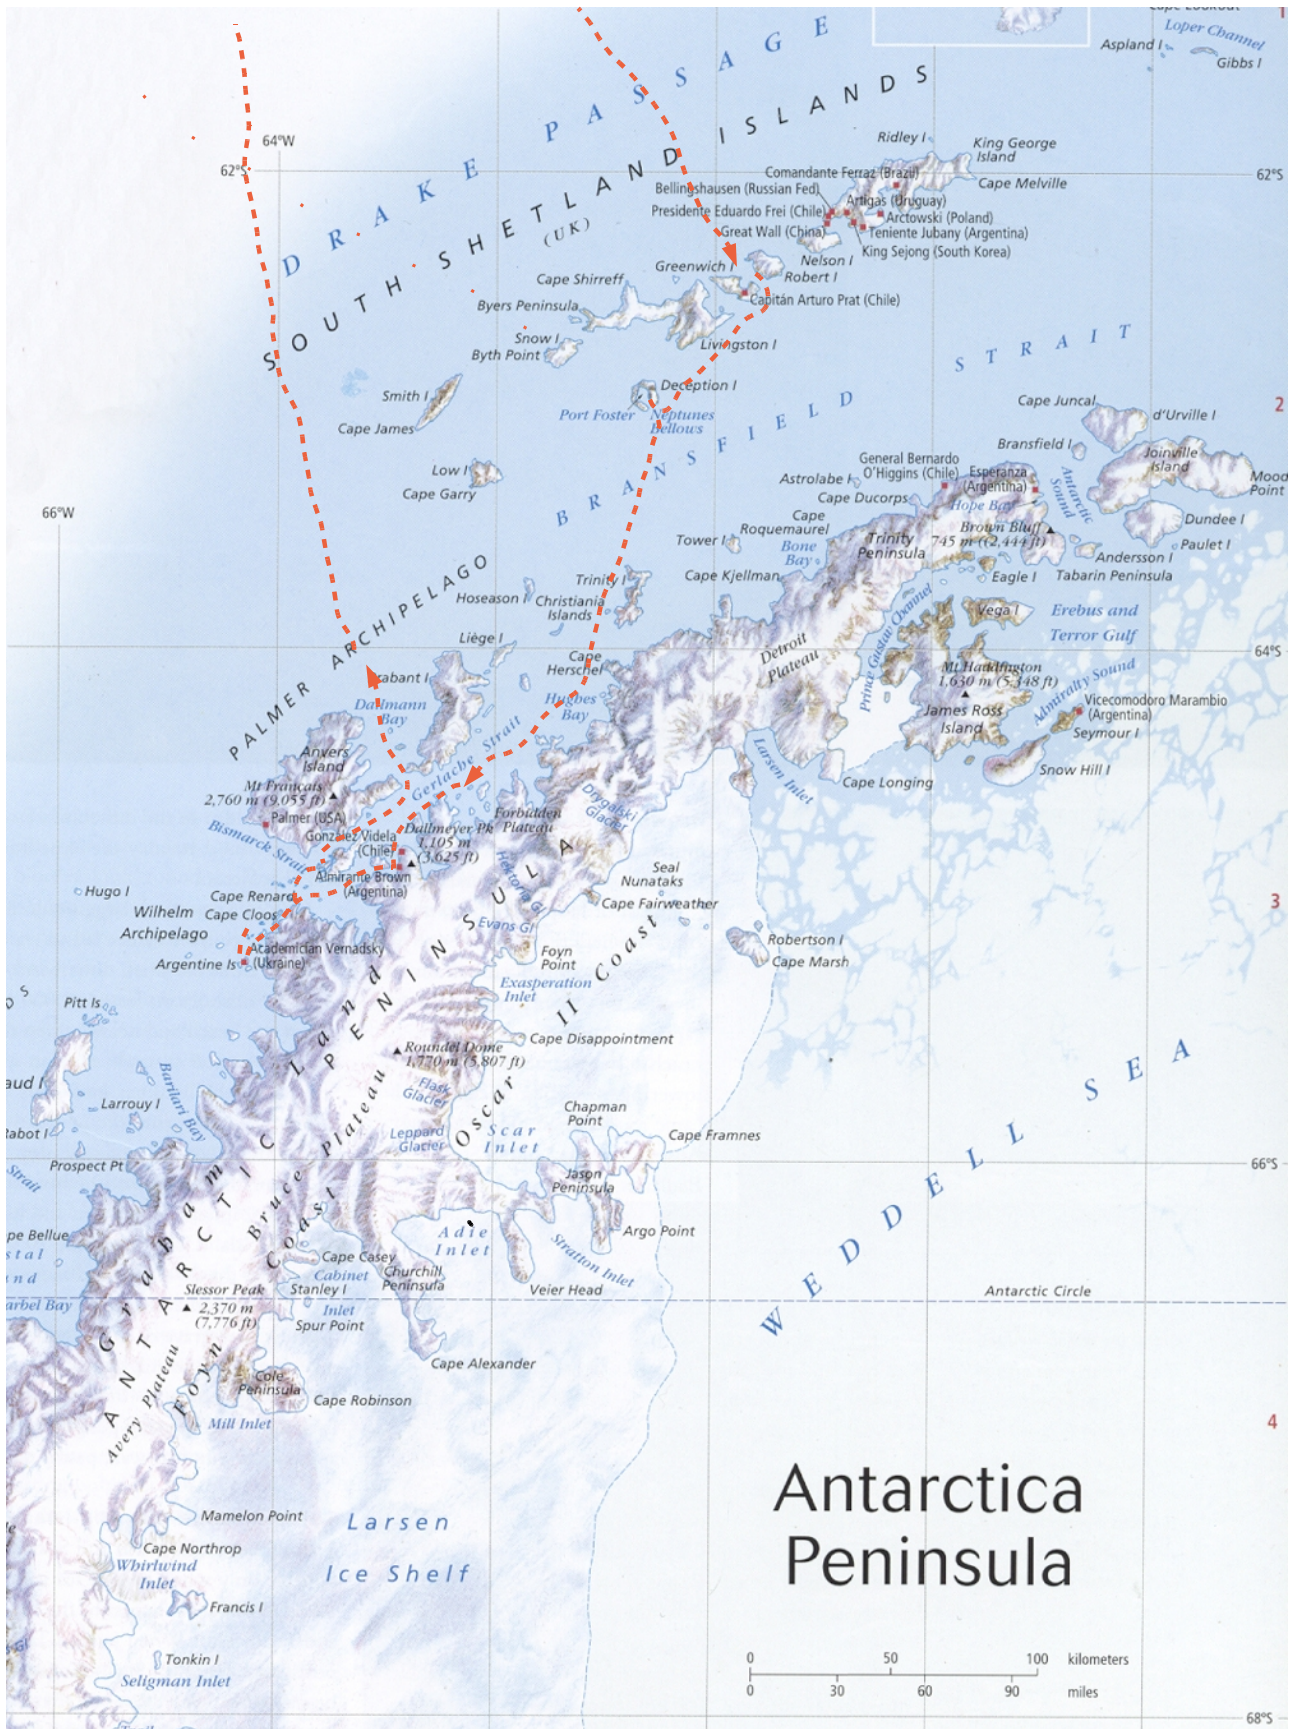 Loper Channel
Aspland I
Gibbs I
1
DRAKE PASSAGE
SOUTH SHETLAND ISLANDS
(UK)
64°W
62°S
62°S
Ridley I
King George
Island
Comandante Ferraz (Brazil)
Cape Melville
Bellingshausen (Russian Fed)
Artigas (Uruguay)
Presidente Eduardo Frei (Chile)
Arctowski (Poland)
Great Wall (China)
Teniente Jubany (Argentina)
King Sejong (South Korea)
Nelson I
Greenwich I
Robert I
Cape Shirreff
Capitán Arturo Prat (Chile)
Byers Peninsula
Snow I
Livingston I
Byth Point
BRANSFIELD STRAIT
Smith I
Deception I
Port Foster
Neptunes
Bellows
Cape James
Cape Juncal
d'Urville I
2
Bransfield I
Joinville
Island
General Bernardo
O'Higgins (Chile)
Esperanza
(Argentina)
Low I
Cape Garry
Astrolabe I
Antarctic
Sound
Mood
Point
Cape Ducorps
Hope Bay
66°W
Cape
Roquemaurel
Brown Bluff
745 m ((2,444 ft)
Dundee I
Tower I
Bone
Bay
Trinity
Peninsula
Paulet I
Andersson I
Tabarin Peninsula
Cape Kjellman
Eagle I
Trinity I
Hoseason I
Christiania
Islands
Prince Gustav Channel
Vega I
Erebus and
Terror Gulf
PALMER ARCHIPELAGO
Liège I
Cape
Herschel
Detroit
Plateau
64°S
Mt Haddington
1,630 m (5,348 ft)
rabant I
Hughes
Bay
Admiralty Sound
Dallmann
Bay
James Ross
Island
Vicecomodoro Marambio
(Argentina)
Seymour I
Gerlache Strait
Anvers
Island
Larsen Inlet
Snow Hill I
Cape Longing
Mt Français
2,760 m (9,055 ft)
Drygalski
Glacier
Palmer (USA)
Forbidden
Plateau
Bismarck Strait
González Videla
(Chile)
Dallmeyer Pk
1,105 m
(3,625 ft)
Almirante Brown
(Argentina)
Hektoria Gl
Seal
Nunataks
Hugo I
Cape Renard
Cape Fairweather
3
Wilhelm
Archipelago
Cape Cloos
Evans Gl
Academician Vernadsky
(Ukraine)
Argentine Is
Foyn
Point
Robertson I
Cape Marsh
Exasperation
Inlet
Oscar II Coast
Pitt Is
Cape Disappointment
Roundel Dome
1,770 m (5,807 ft)
WEDDELL SEA
aud I
Barilari Bay
Flask
Glacier
Larrouy I
Chapman
Point
Rabot I
Leppard
Glacier
Scar
Inlet
Cape Framnes
Prospect Pt
66°S
Strait
Jason
Peninsula
Graham Land
ANTARCTIC PENINSULA
Bruce Plateau
Adie
Inlet
Argo Point
pe Bellue
stal
nd
Stratton Inlet
Cape Casey
Cabinet
Inlet
Churchill
Peninsula
Veier Head
Antarctic Circle
arbel Bay
Slessor Peak
2,370 m
(7,776 ft)
Stanley I
Spur Point
Cape Alexander
Avery Plateau
Foyn Coast
Cole
Peninsula
Cape Robinson
Mill Inlet
4
Antarctica
Peninsula
Mamelon Point
Larsen
Ice Shelf
Cape Northrop
Whirlwind
Inlet
Francis I
Tonkin I
Seligman Inlet
0 50 100 kilometers
0 30 60 90 miles
68°S